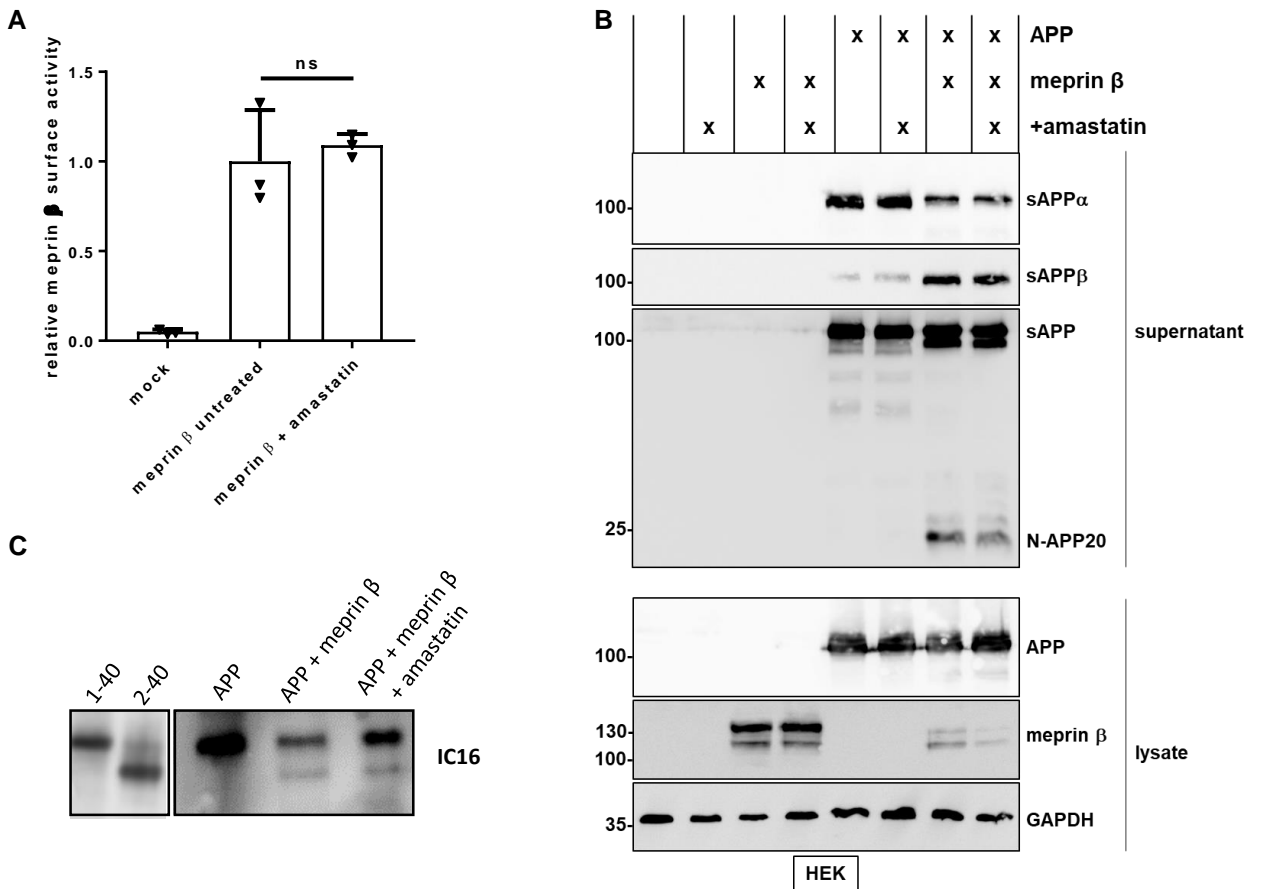 A
relative meprin β surface activity
1.5
1.0
0.5
0.0
ns
mock
meprin β untreated
meprin β + amastatin
B
x x x x APP
x x x x meprin β
x x x x +amastatin
100- sAPPα
100- sAPPβ
100- sAPP
25- N-APP20
supernatant
100- APP
130- meprin β
100-
35- GAPDH
lysate
HEK
C
1-40
2-40
APP
APP + meprin β
APP + meprin β
+ amastatin
IC16